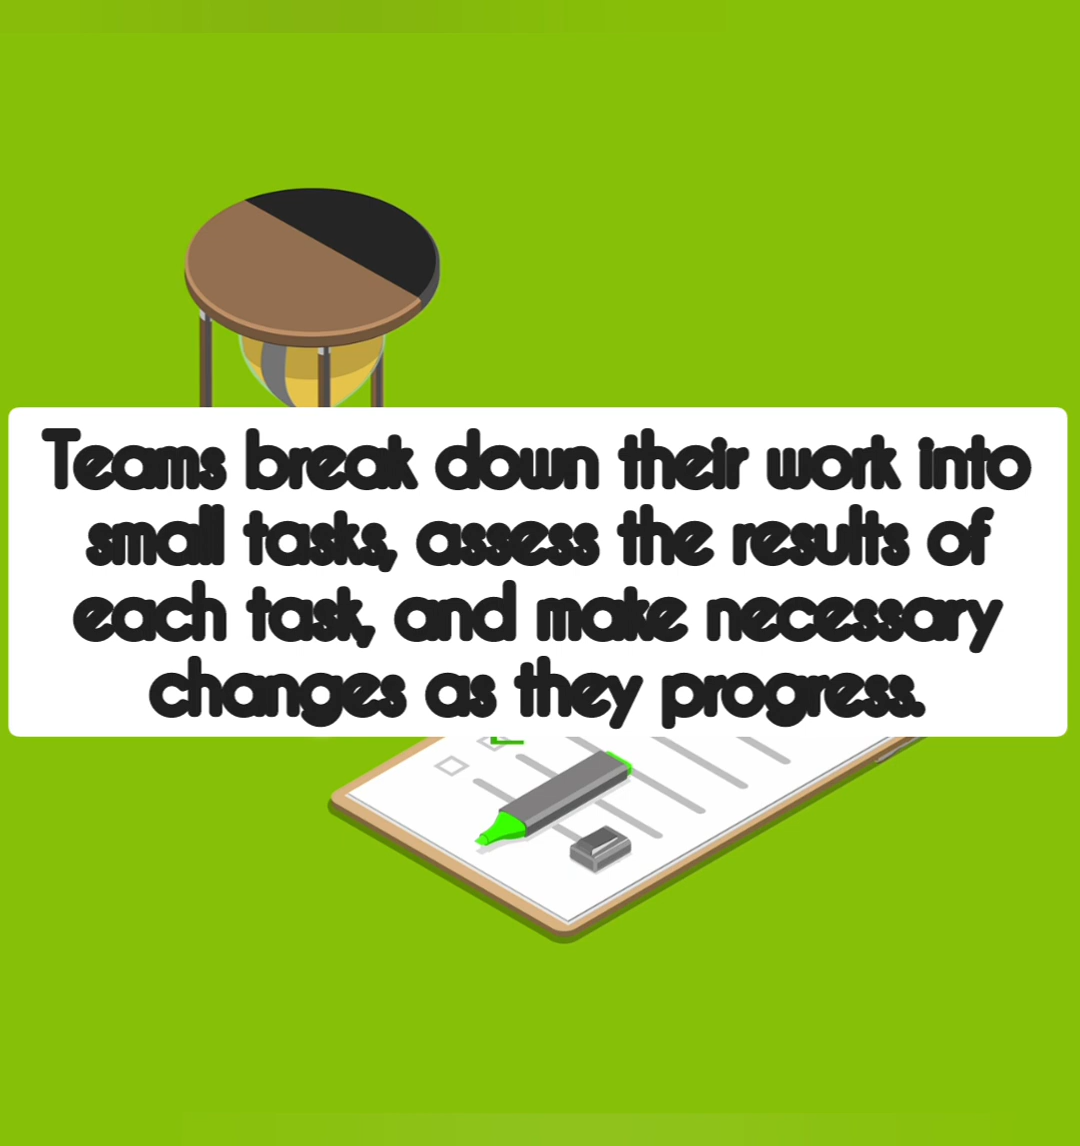 Teams break down their work into
small tasks, assess the results of
each task, and make necessary
changes as they progress.